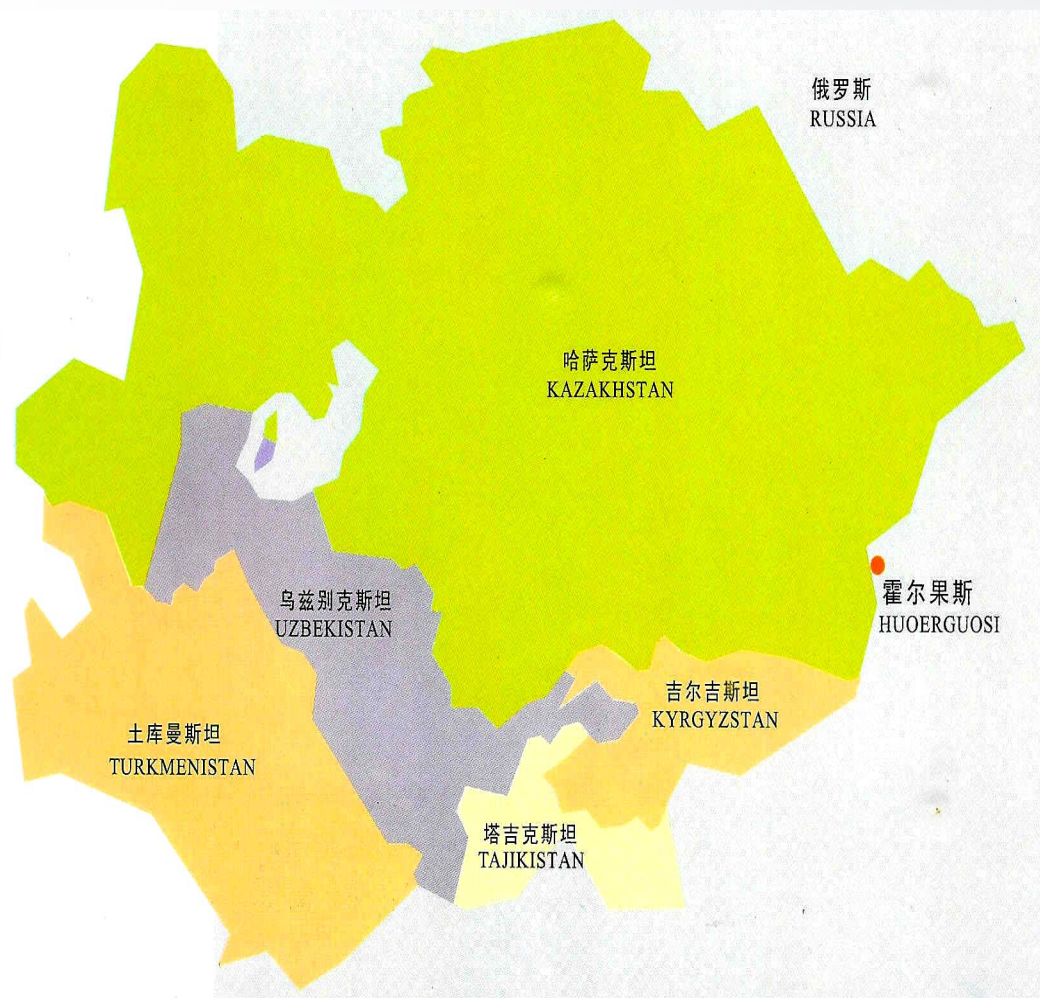 俄罗斯
RUSSIA
哈萨克斯坦
KAZAKHSTAN
霍尔果斯
HUOERGUOSI
乌兹别克斯坦
UZBEKISTAN
吉尔吉斯坦
KYRGYZSTAN
土库曼斯坦
TURKMENISTAN
塔吉克斯坦
TAJIKISTAN